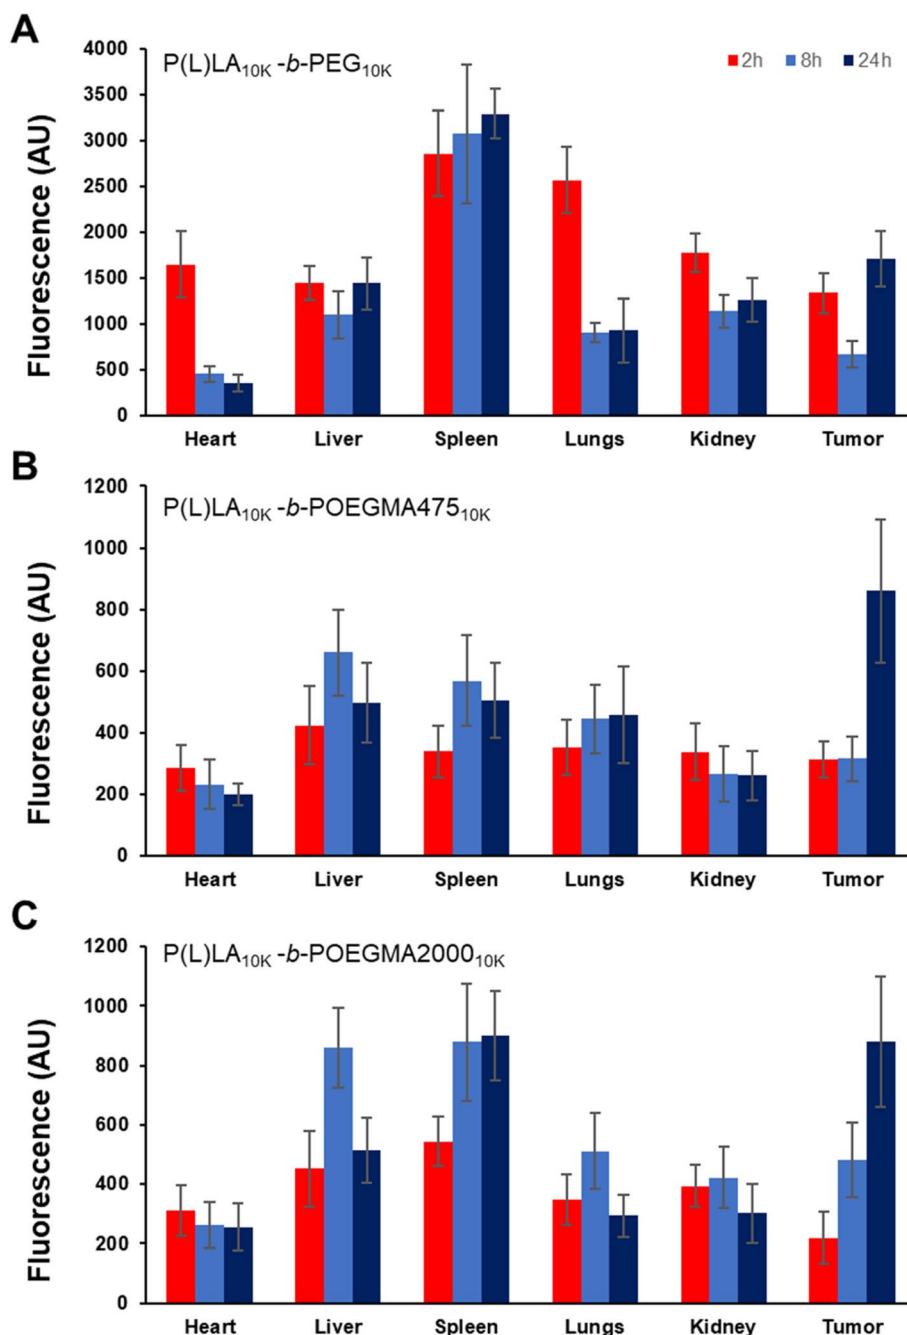 A
P(L)LA10K -b-PEG10K
2h 8h 24h
Fluorescence (AU)
4000
3500
3000
2500
2000
1500
1000
500
0
Heart Liver Spleen Lungs Kidney Tumor
B
P(L)LA10K -b-POEGMA47510K
Fluorescence (AU)
1200
1000
800
600
400
200
0
Heart Liver Spleen Lungs Kidney Tumor
C
P(L)LA10K -b-POEGMA200010K
Fluorescence (AU)
1200
1000
800
600
400
200
0
Heart Liver Spleen Lungs Kidney Tumor